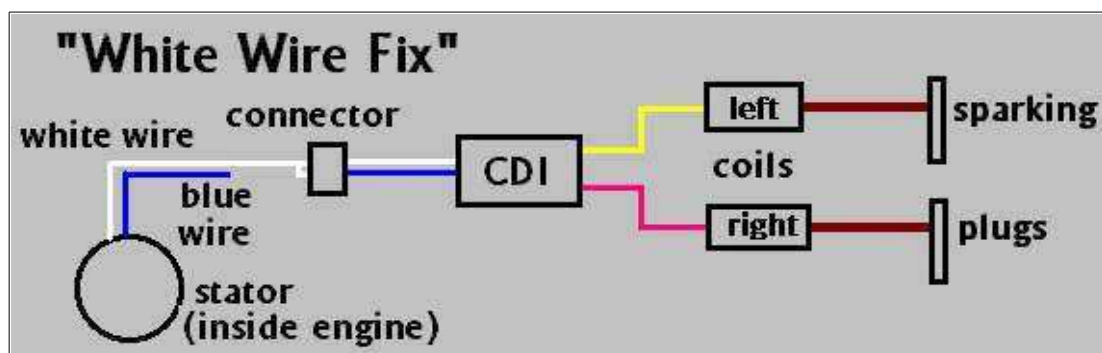 "White Wire Fix"
connector
white wire
blue
wire
stator
(inside engine)
CDI
left
coils
right
sparking
plugs